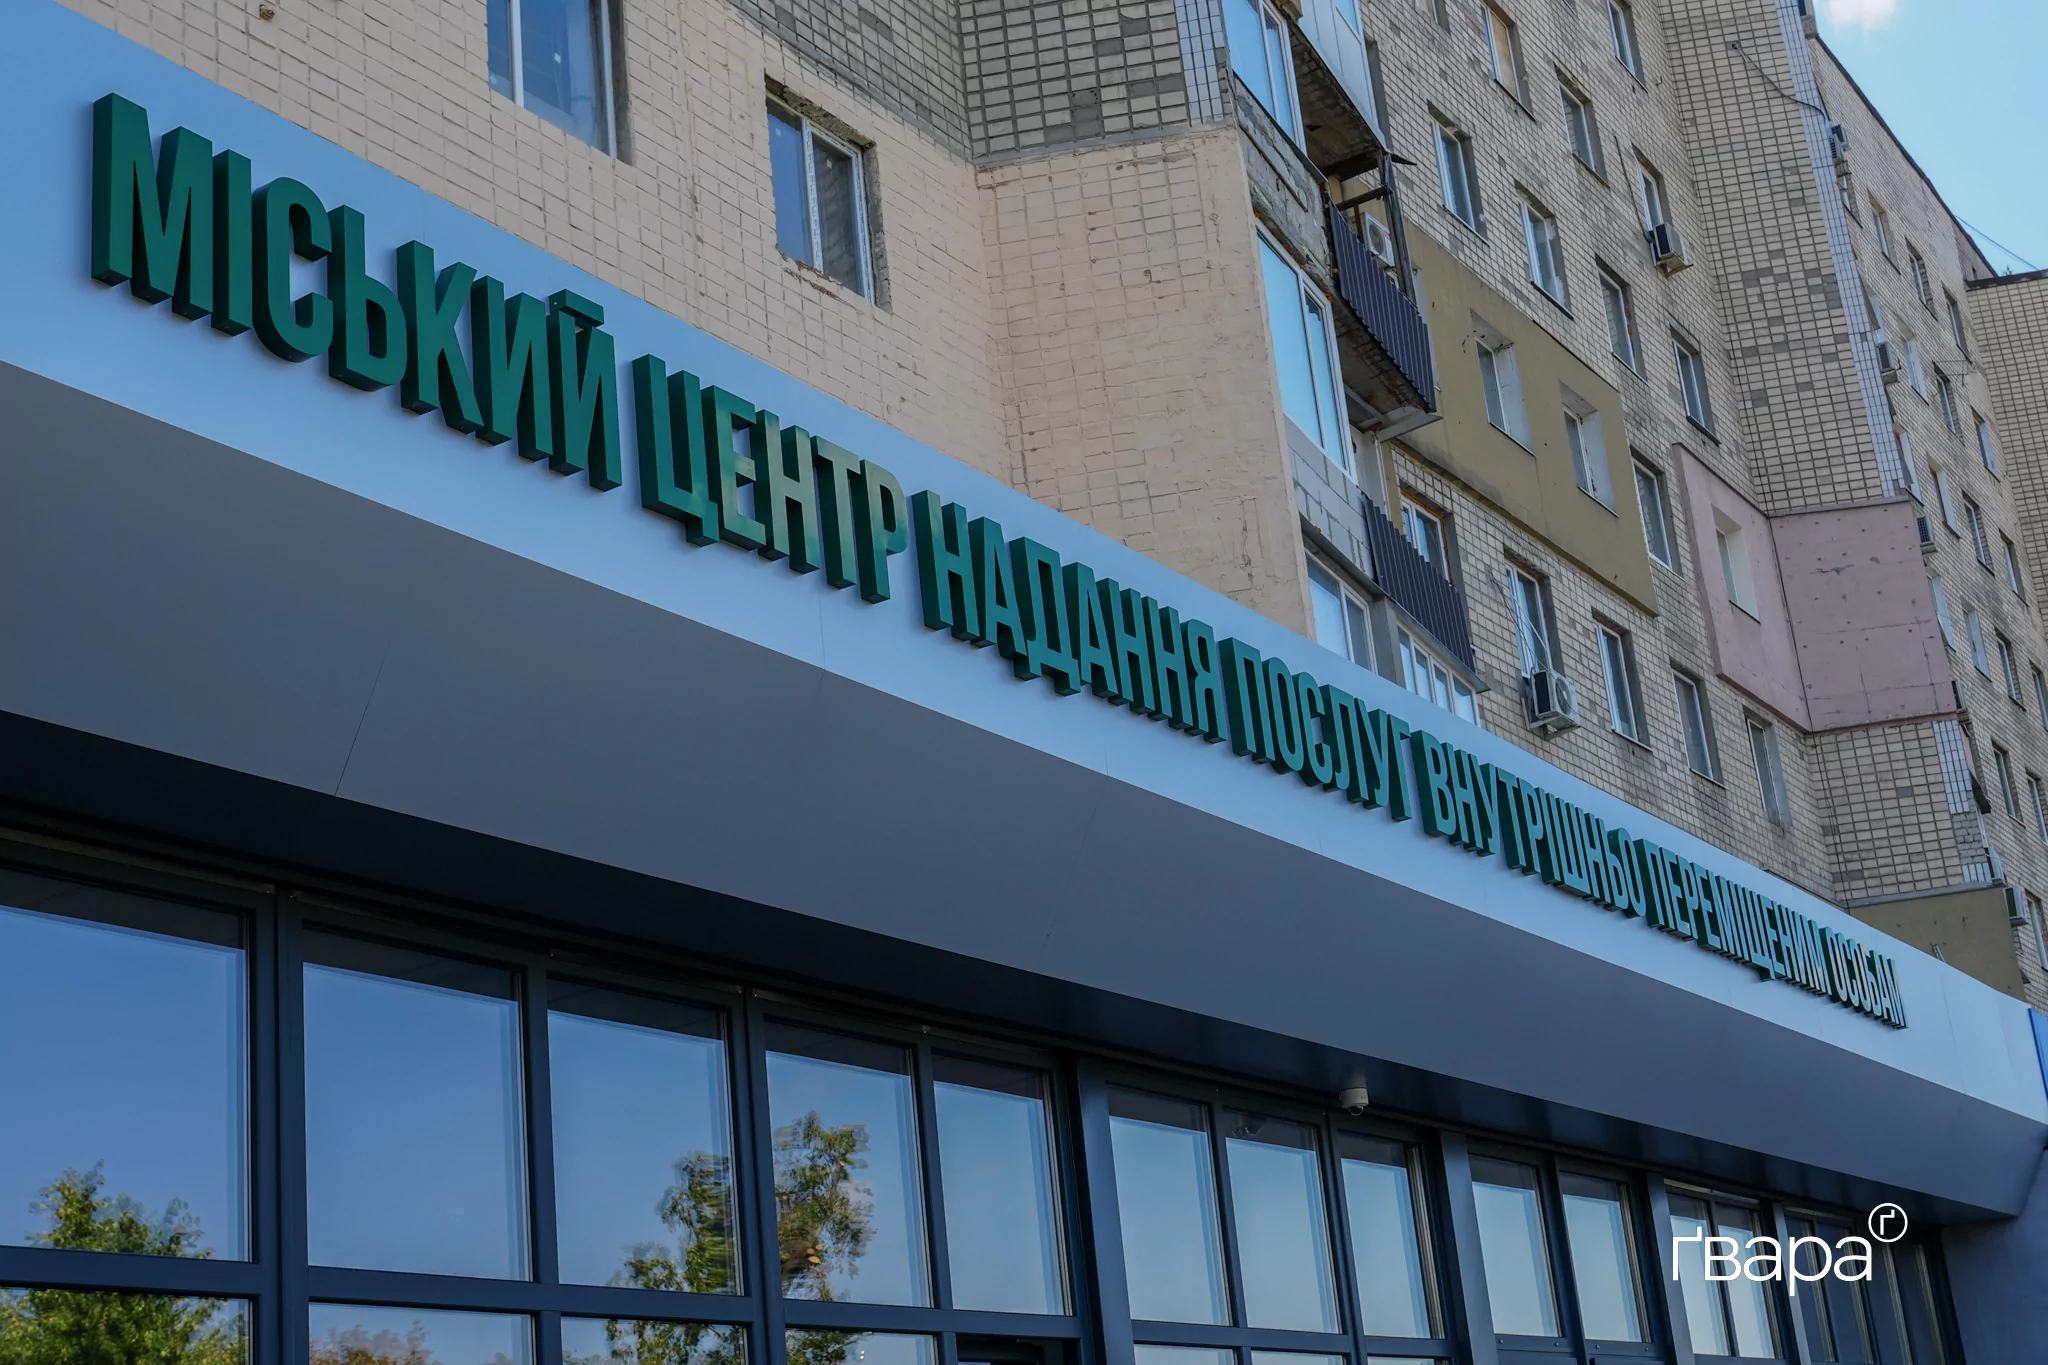 МІСЬКИЙ ЦЕНТР НАДАННЯ ПОСЛУГ ВНУТРІШНЬО ПЕРЕМІЩЕНИМ ОСОБАМ
ґвара ґ